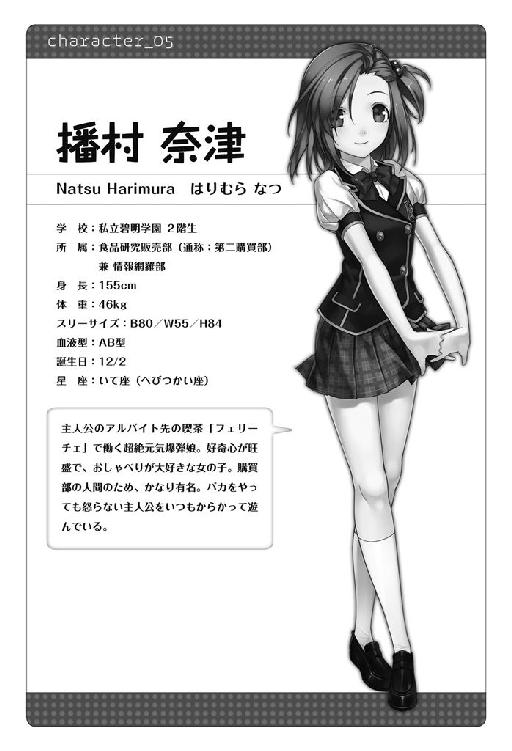 character_05
播村 奈津
Natsu Harimura はりむら なつ
学 校：私立碧明学園 2階生
所 属：食品研究販売部（通称：第二購買部）
兼 情報網羅部
身 長：155cm
体 重：46kg
スリーサイズ：B80／W55／H84
血液型：AB型
誕生日：12/2
星 座：いて座（へびつかい座）
主人公のアルバイト先の喫茶「フェリー
チェ」で働く超絶元気爆弾娘。好奇心が旺
盛で、おしゃべりが大好きな女の子。購買
部の人間のため、かなり有名。バカをやっ
ても怒らない主人公をいつもからかって遊
んでいる。